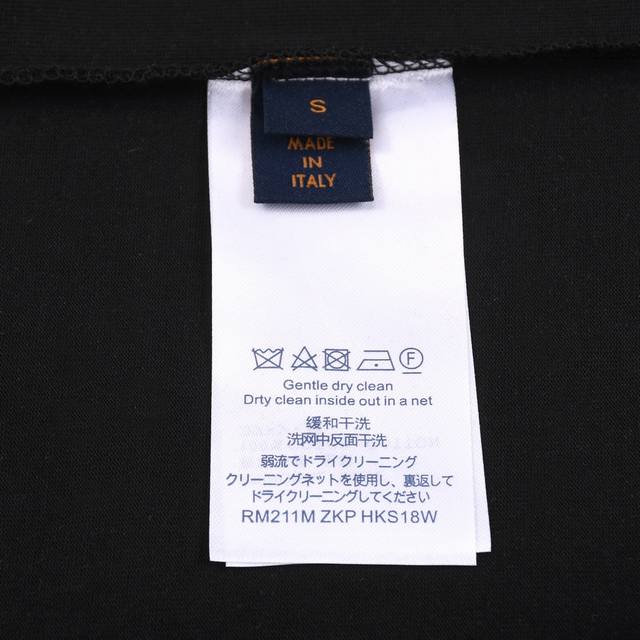 S
MADE
IN
ITALY
Gentle dry clean
Drty clean inside out in a net
缓和干洗
洗网中反面干洗
弱流でドライクリーニング
クリーニングネットを使用し、裏返して
ドライクリーニングしてください
RM211M ZKP HKS18W